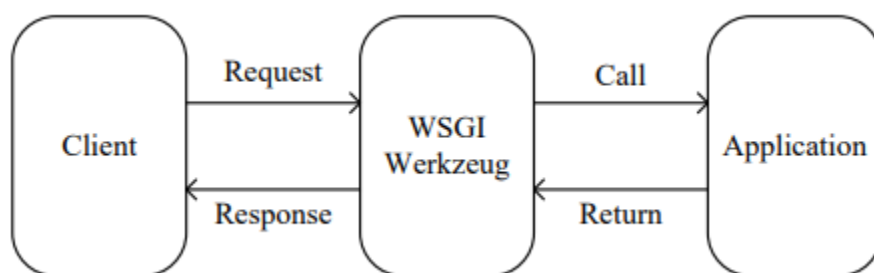 Request
Call
Client
WSGI
Werkzeug
Application
Response
Return